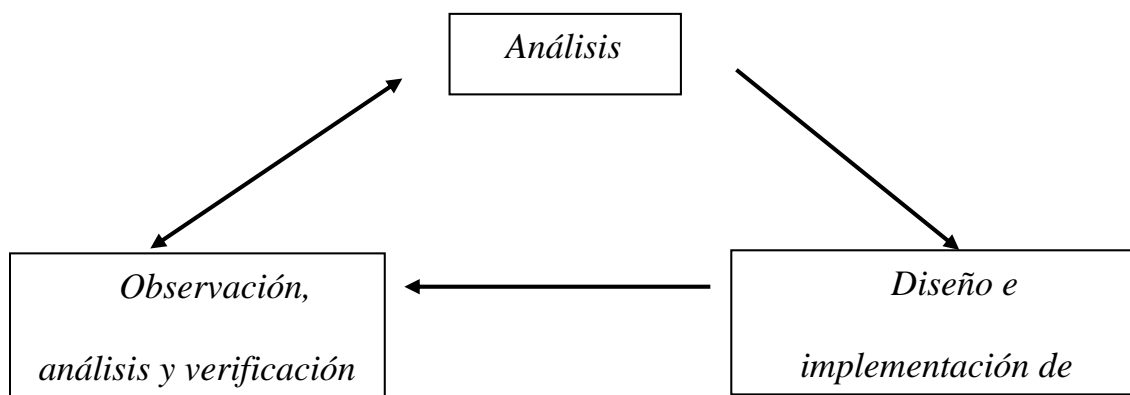 Análisis
Observación,
análisis y verificación
Diseño e
implementación de